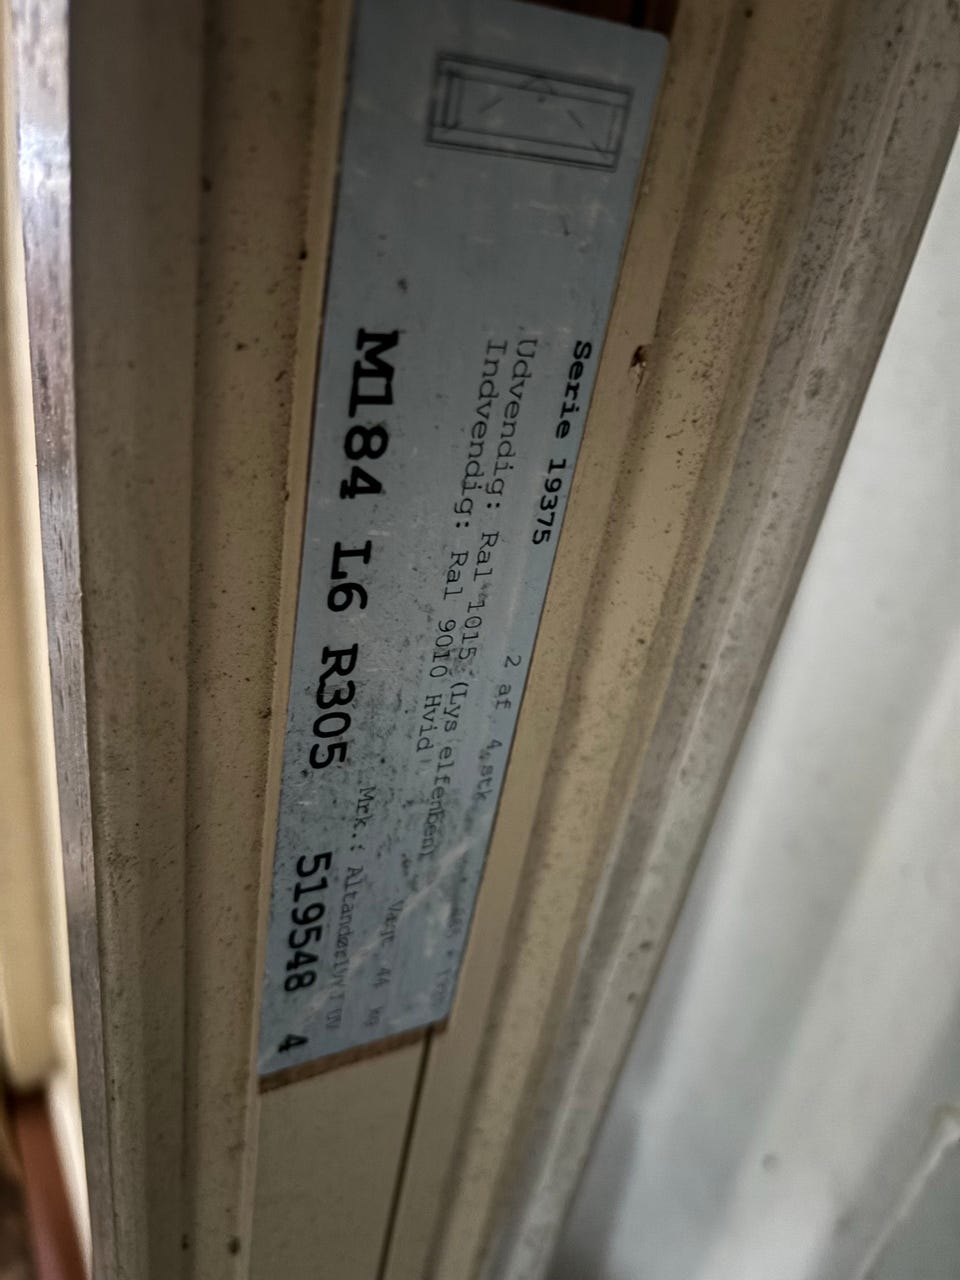 Serie 19375 2 af 4 stk
Udvendig: Ral 1015 (Lys elfenben)
Indvendig: Ral 9010 Hvid
Vægt 44 kg
Mrk.:
M184 L6 R305 519548 4